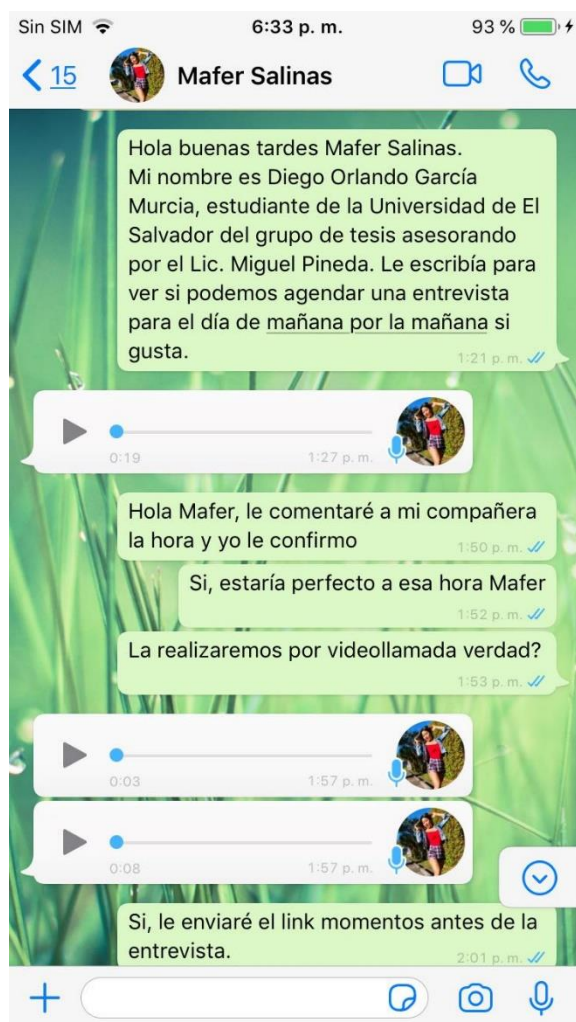 Sin SIM 6:33 p. m. 93 %
15 Mafer Salinas
Hola buenas tardes Mafer Salinas.
Mi nombre es Diego Orlando García
Murcia, estudiante de la Universidad de El
Salvador del grupo de tesis asesorando
por el Lic. Miguel Pineda. Le escribía para
ver si podemos agendar una entrevista
para el día de mañana por la mañana si
gusta. 1:21 p. m.
0:19 1:27 p. m.
Hola Mafer, le comentaré a mi compañera
la hora y yo le confirmo 1:50 p. m.
Si, estaría perfecto a esa hora Mafer
1:52 p. m.
La realizaremos por videollamada verdad?
1:53 p. m.
0:03 1:57 p. m.
0:08 1:57 p. m.
Si, le enviaré el link momentos antes de la
entrevista. 2:01 p. m.